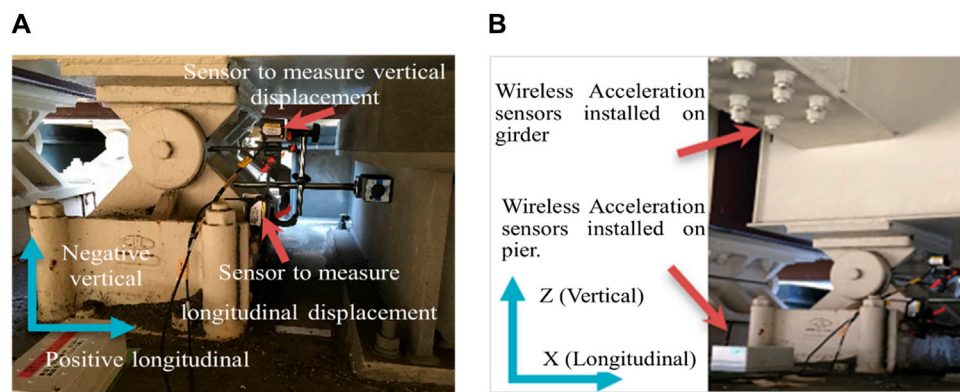 A
B
Sensor to measure vertical
displacement
Negative
vertical
Sensor to measure
longitudinal displacement
Positive longitudinal
Wireless Acceleration
sensors installed on
girder
Wireless Acceleration
sensors installed on
pier.
Z (Vertical)
X (Longitudinal)